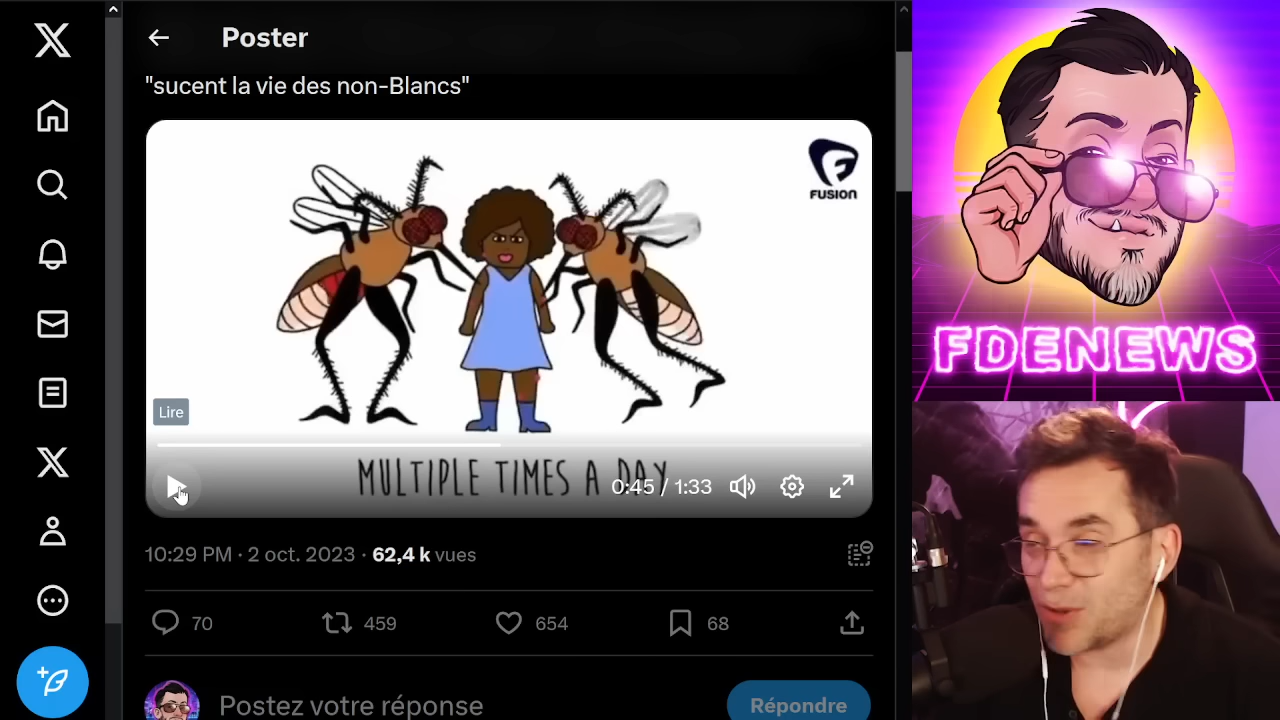 Poster
"sucent la vie des non-Blancs"
FUSION
Lire
MULTIPLE TIMES A DAY
0:45 / 1:33
10:29 PM · 2 oct. 2023 · 62,4 k vues
70
459
654
68
Postez votre réponse
Répondre
FDENEWS